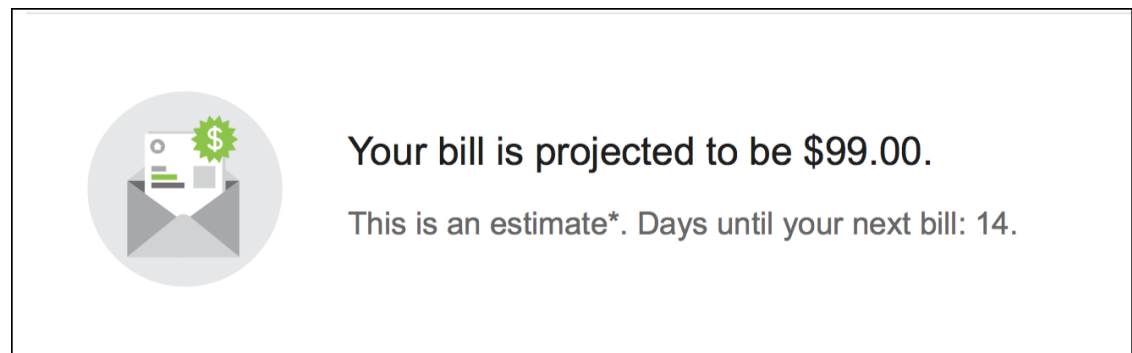 $
Your bill is projected to be $99.00.
This is an estimate*. Days until your next bill: 14.